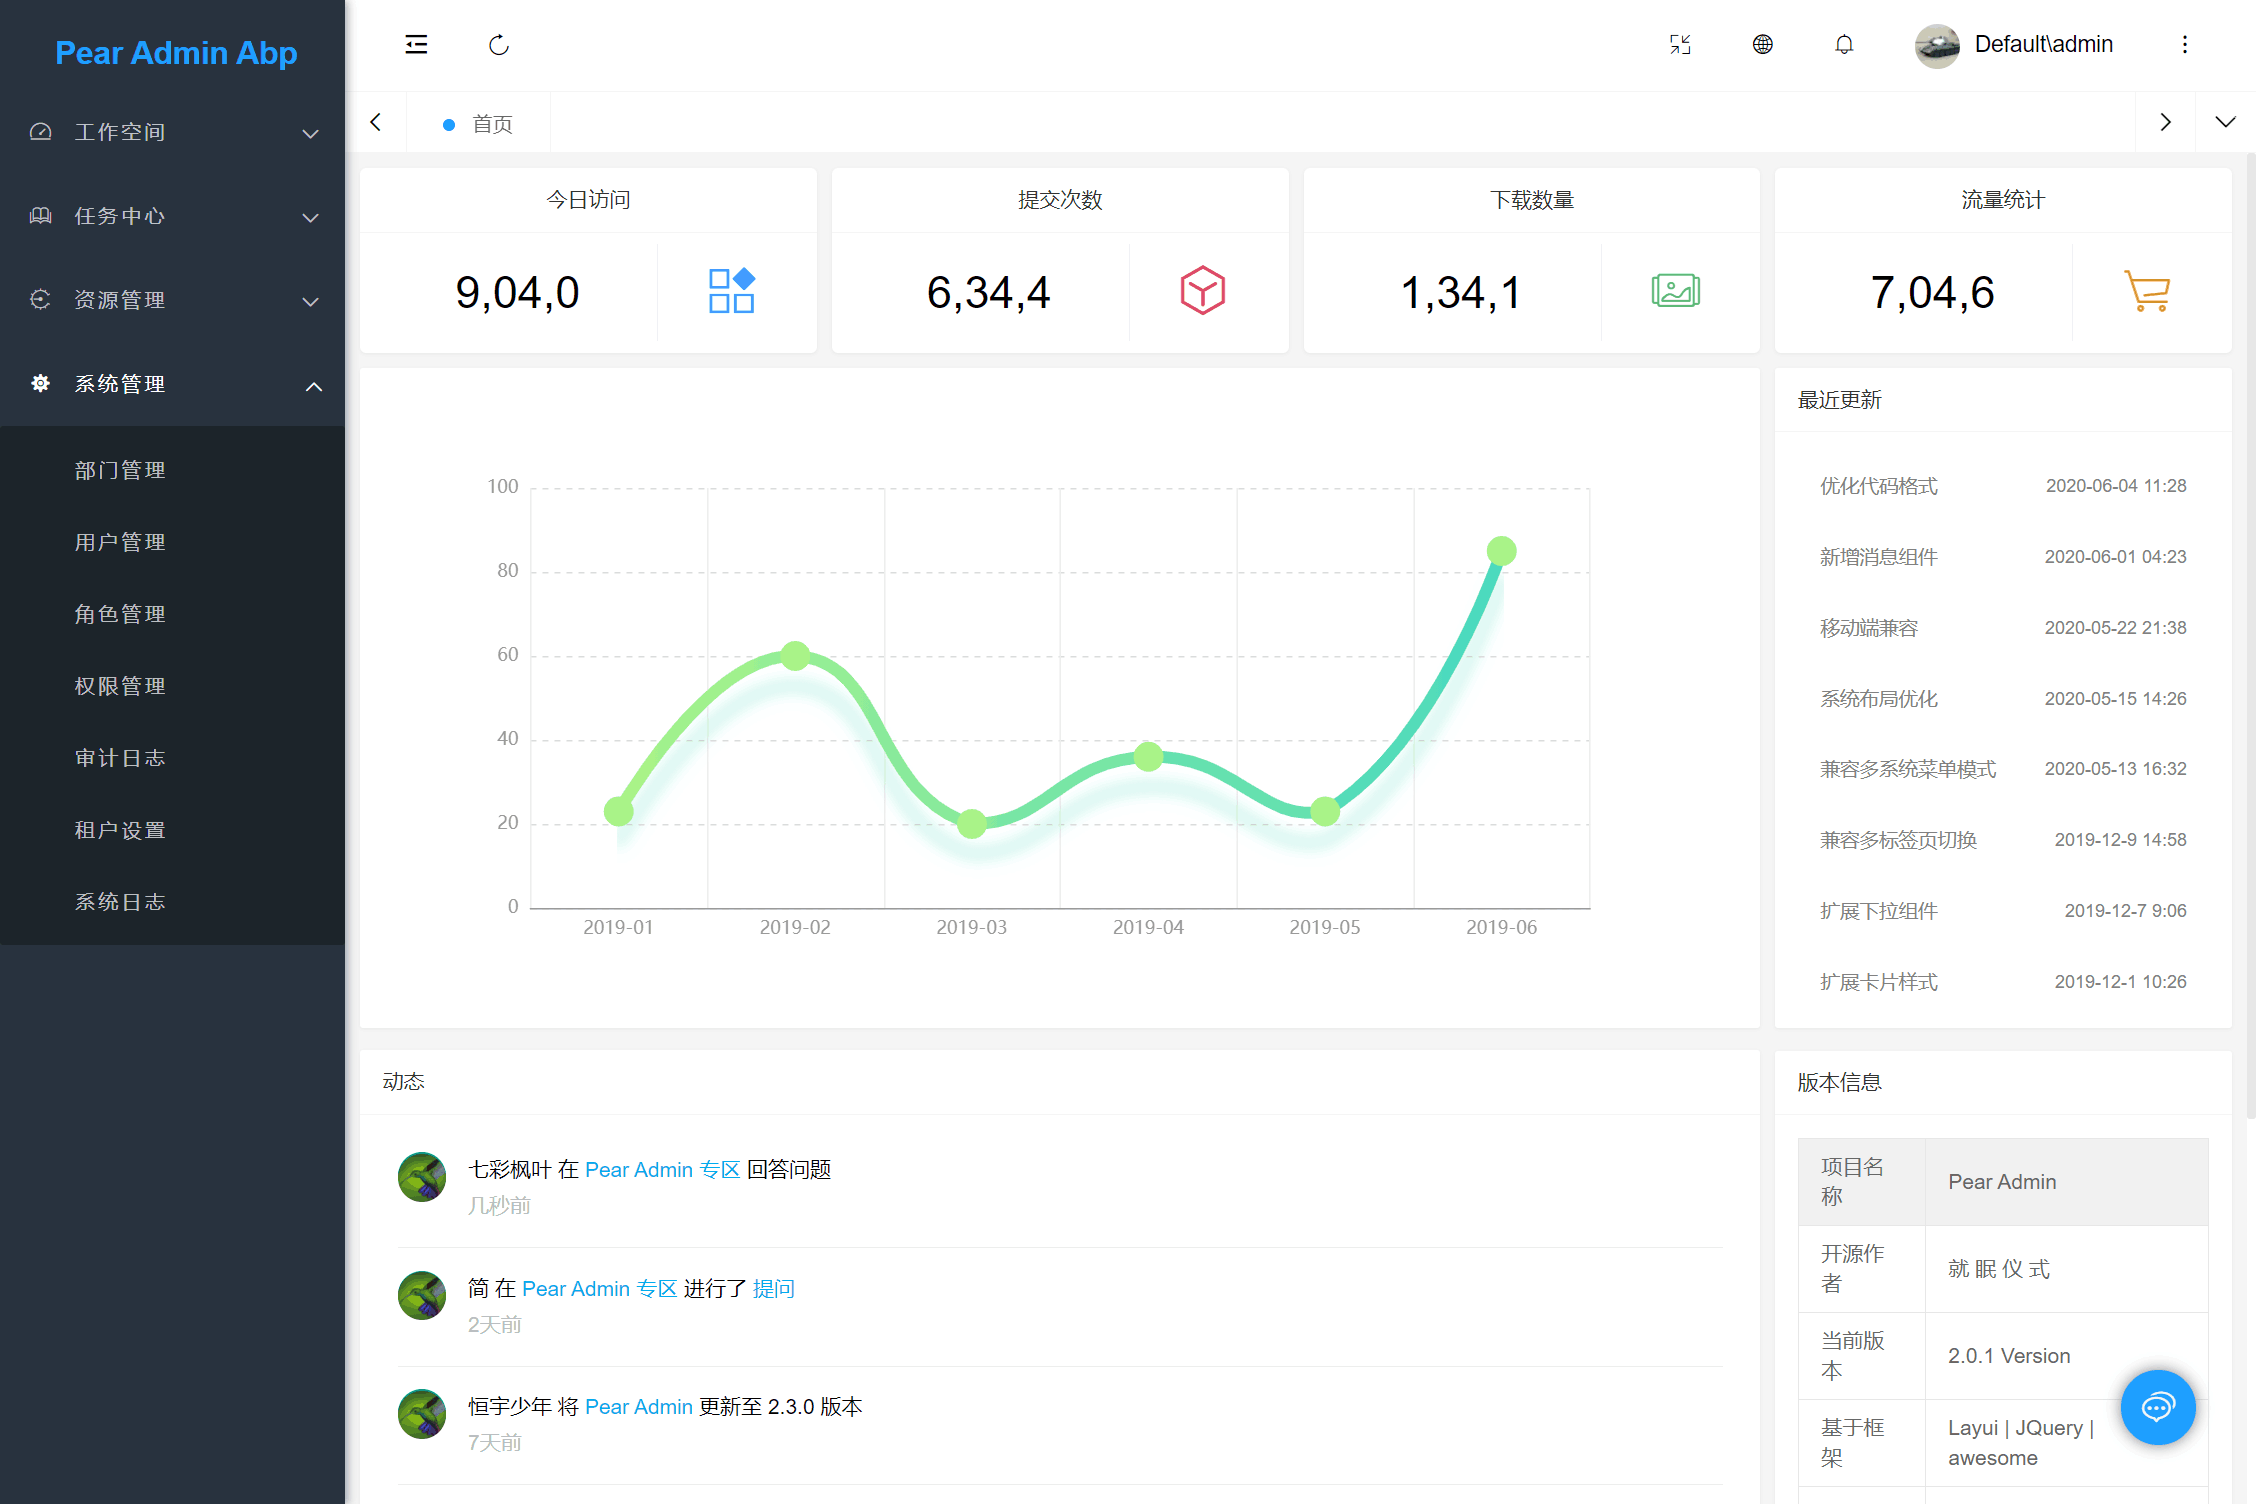 Pear Admin Abp
工作空间
任务中心
资源管理
系统管理
部门管理
用户管理
角色管理
权限管理
审计日志
租户设置
系统日志
Default\admin
首页
今日访问
9,04,0
提交次数
6,34,4
下载数量
1,34,1
流量统计
7,04,6
100
80
60
40
20
0
2019-01 2019-02 2019-03 2019-04 2019-05 2019-06
最近更新
优化代码格式 2020-06-04 11:28
新增消息组件 2020-06-01 04:23
移动端兼容 2020-05-22 21:38
系统布局优化 2020-05-15 14:26
兼容多系统菜单模式 2020-05-13 16:32
兼容多标签页切换 2019-12-9 14:58
扩展下拉组件 2019-12-7 9:06
扩展卡片样式 2019-12-1 10:26
动态
七彩枫叶 在 Pear Admin 专区 回答问题
几秒前
简 在 Pear Admin 专区 进行了 提问
2天前
恒宇少年 将 Pear Admin 更新至 2.3.0 版本
7天前
版本信息
项目名
称
Pear Admin
开源作
者
就 眠 仪 式
当前版
本
2.0.1 Version
基于框
架
Layui | JQuery |
awesome